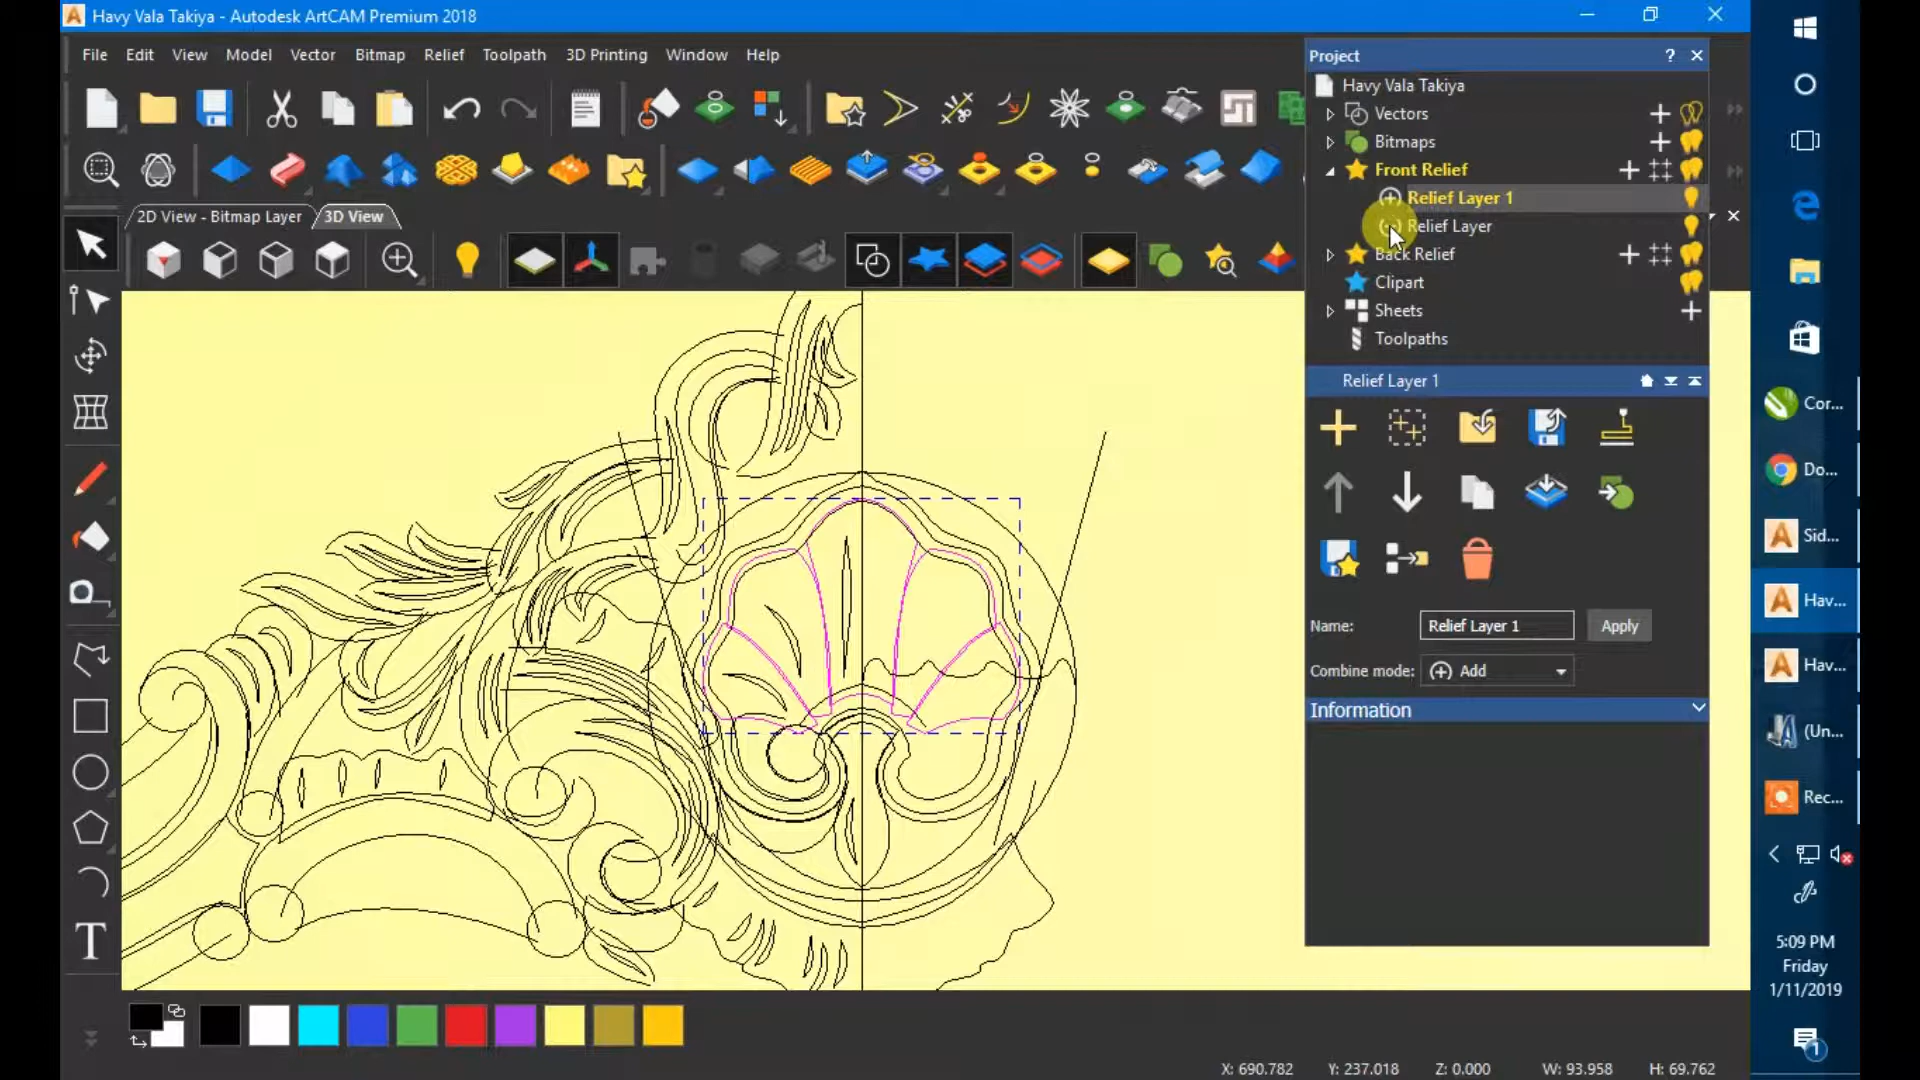 Havy Vala Takiya - Autodesk ArtCAM Premium 2018
File Edit View Model Vector Bitmap Relief Toolpath 3D Printing Window Help
2D View - Bitmap Layer
3D View
Project
?
Havy Vala Takiya
Vectors
Bitmaps
Front Relief
Relief Layer 1
Relief Layer
Back Relief
Clipart
Sheets
Toolpaths
Relief Layer 1
Name: Relief Layer 1 Apply
Combine mode: Add
Information
Cor...
Do...
Sid...
Hav...
Hav...
(Un...
Rec...
5:09 PM
Friday
1/11/2019
1
T
X: 690.782 Y: 237.018 Z: 0.000 W: 93.958 H: 69.762